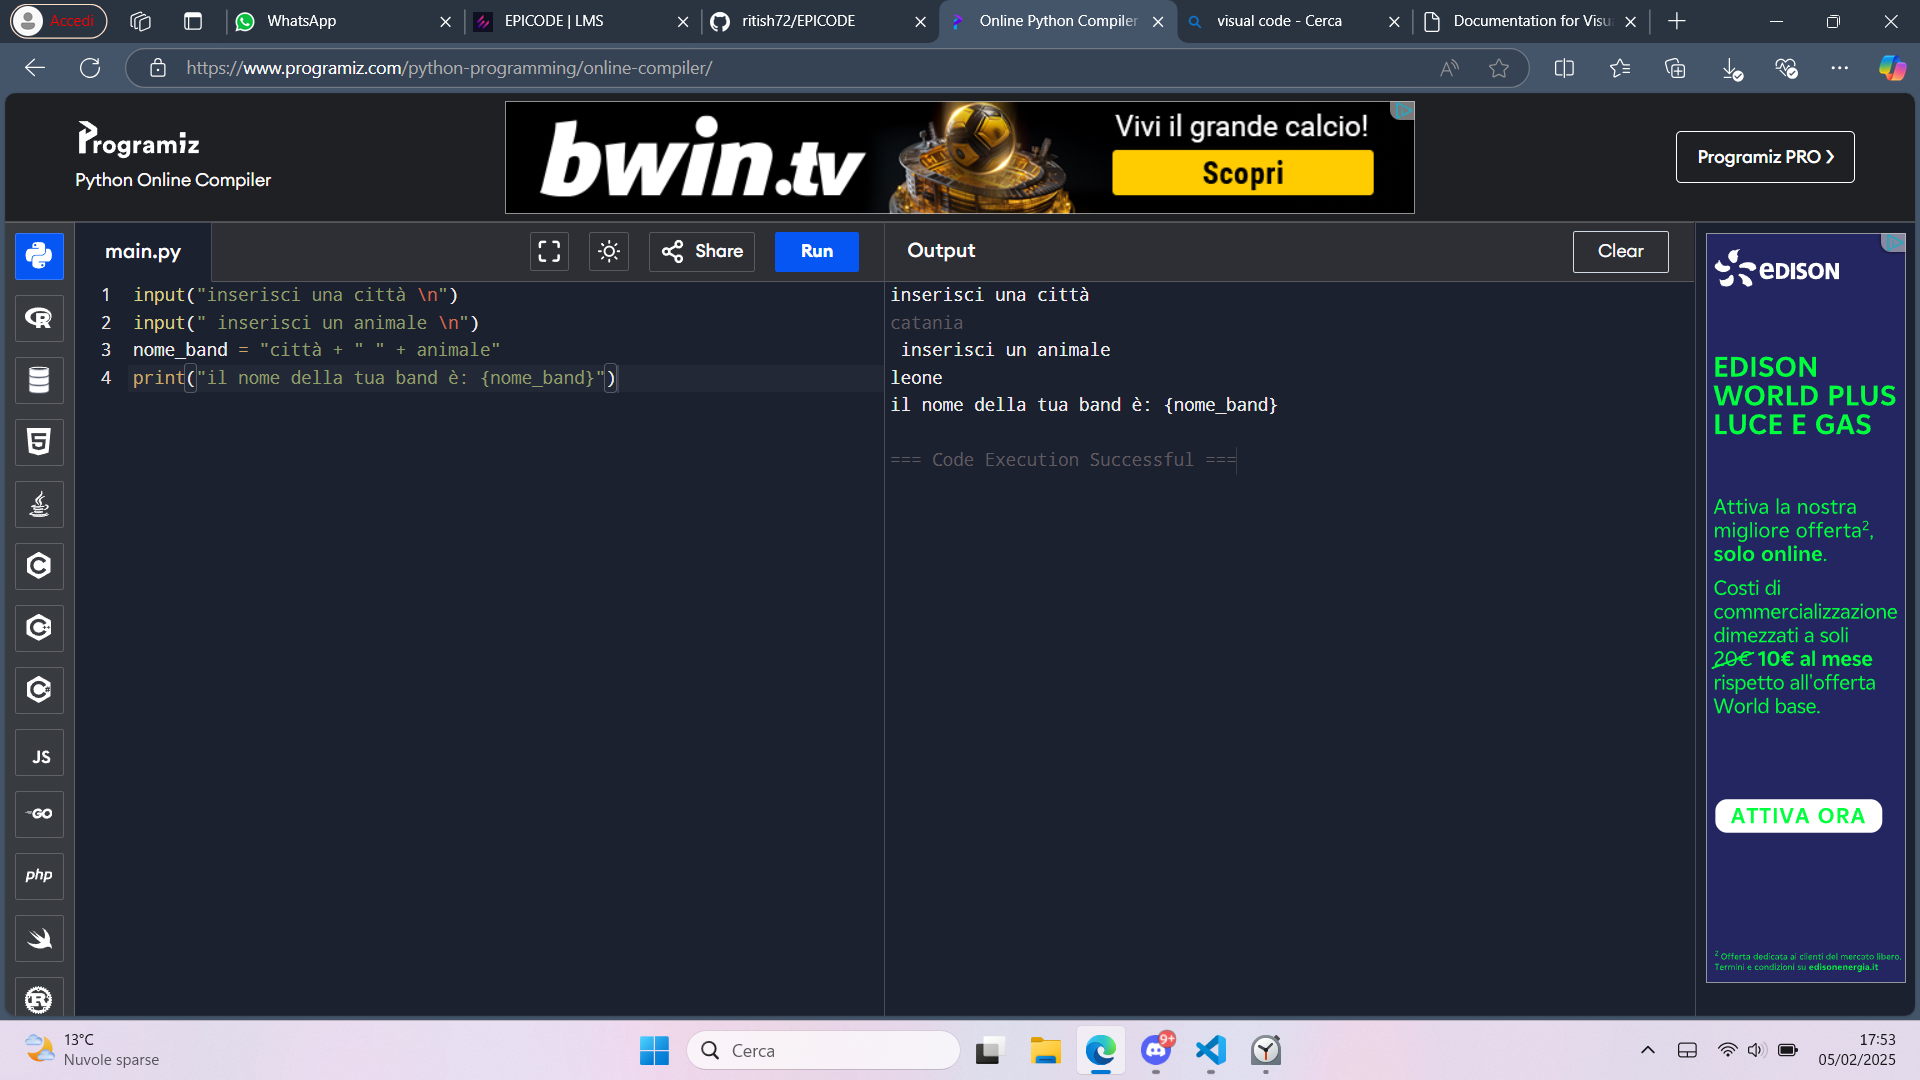 Accedi
WhatsApp
EPICODE | LMS
ritish72/EPICODE
Online Python Compiler
visual code - Cerca
Documentation for Visu
https://www.programiz.com/python-programming/online-compiler/
Programiz
Python Online Compiler
bwin.tv
Vivi il grande calcio!
Scopri
Programiz PRO
main.py
Share
Run
Output
Clear
1 input("inserisci una città \n")
2 input(" inserisci un animale \n")
3 nome_band = "città + " " + animale"
4 print("il nome della tua band è: {nome_band}")
inserisci una città
catania
 inserisci un animale
leone
il nome della tua band è: {nome_band}
=== Code Execution Successful ===
EDISON
EDISON
WORLD PLUS
LUCE E GAS
Attiva la nostra
migliore offerta²,
solo online.
Costi di
commercializzazione
dimezzati a soli
20€ 10€ al mese
rispetto all'offerta
World base.
ATTIVA ORA
² Offerta dedicata ai clienti del mercato libero.
Termini e condizioni su edisonenergia.it
R
5
C
C++
C#
JS
GO
php
R
13°C
Nuvole sparse
Cerca
9+
17:53
05/02/2025